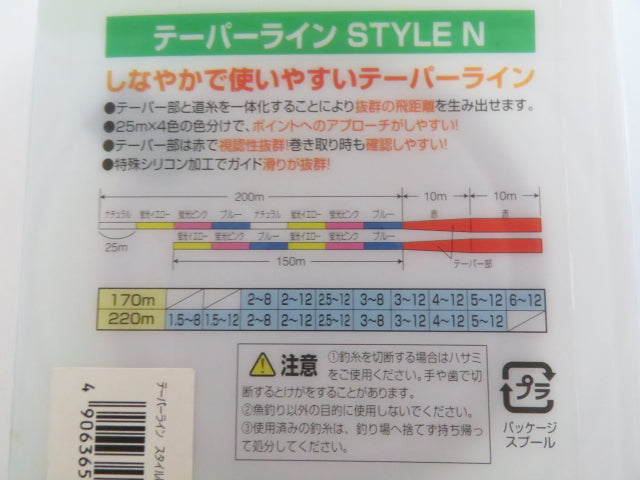 テーパーライン STYLE N
しなやかで使いやすいテーパーライン
●テーパー部と道糸を一体化することにより抜群の飛距離を生み出せます。
●25m×4色の色分けで、ポイントへのアプローチがしやすい!
●テーパー部は赤で視認性抜群!巻き取り時も確認しやすい!
●特殊シリコン加工でガイド滑りが抜群!
200m 10m 10m
ナチュラル 蛍光イエロー 蛍光ピンク ブルー ナチュラル 蛍光イエロー 蛍光ピンク ブルー 赤 赤
25m 蛍光イエロー 蛍光ピンク ブルー ナチュラル 蛍光イエロー 蛍光ピンク ブルー
150m テーパー部
170m 2~8 2~12 2.5~12 3~8 3~12 4~12 5~12 6~12
220m 1.5~8 1.5~12 2~8 2~12 2.5~12 3~8 3~12 4~12 5~12
注意 ①釣糸を切断する場合はハサミ
をご使用ください。手や歯で切
断するとけがをすることがあります。
②魚釣り以外の目的に使用しないでください。
③使用済みの釣糸は、釣り場へ捨てず持ち帰っ
て処分してください。
プラ
パッケージ
スプール
テーパーライン スタイル
4 906365